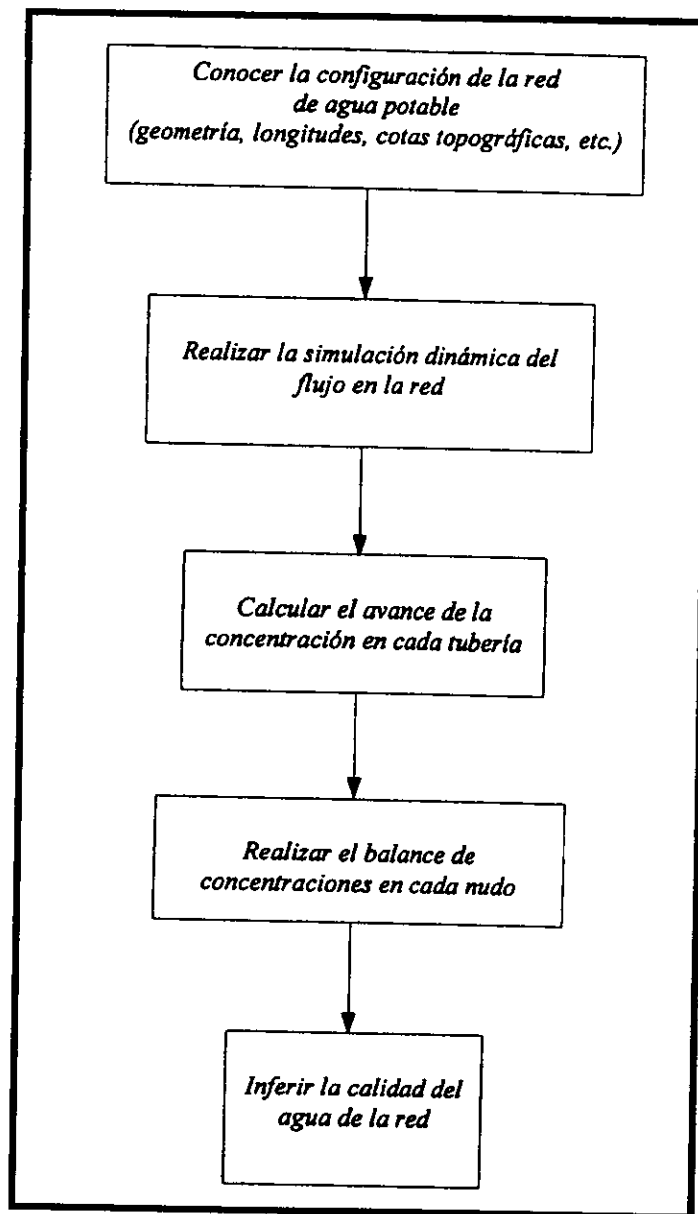 Conocer la configuración de la red
de agua potable
(geometría, longitudes, cotas topográficas, etc.)
Realizar la simulación dinámica del
flujo en la red
Calcular el avance de la
concentración en cada tubería
Realizar el balance de
concentraciones en cada nudo
Inferir la calidad del
agua de la red